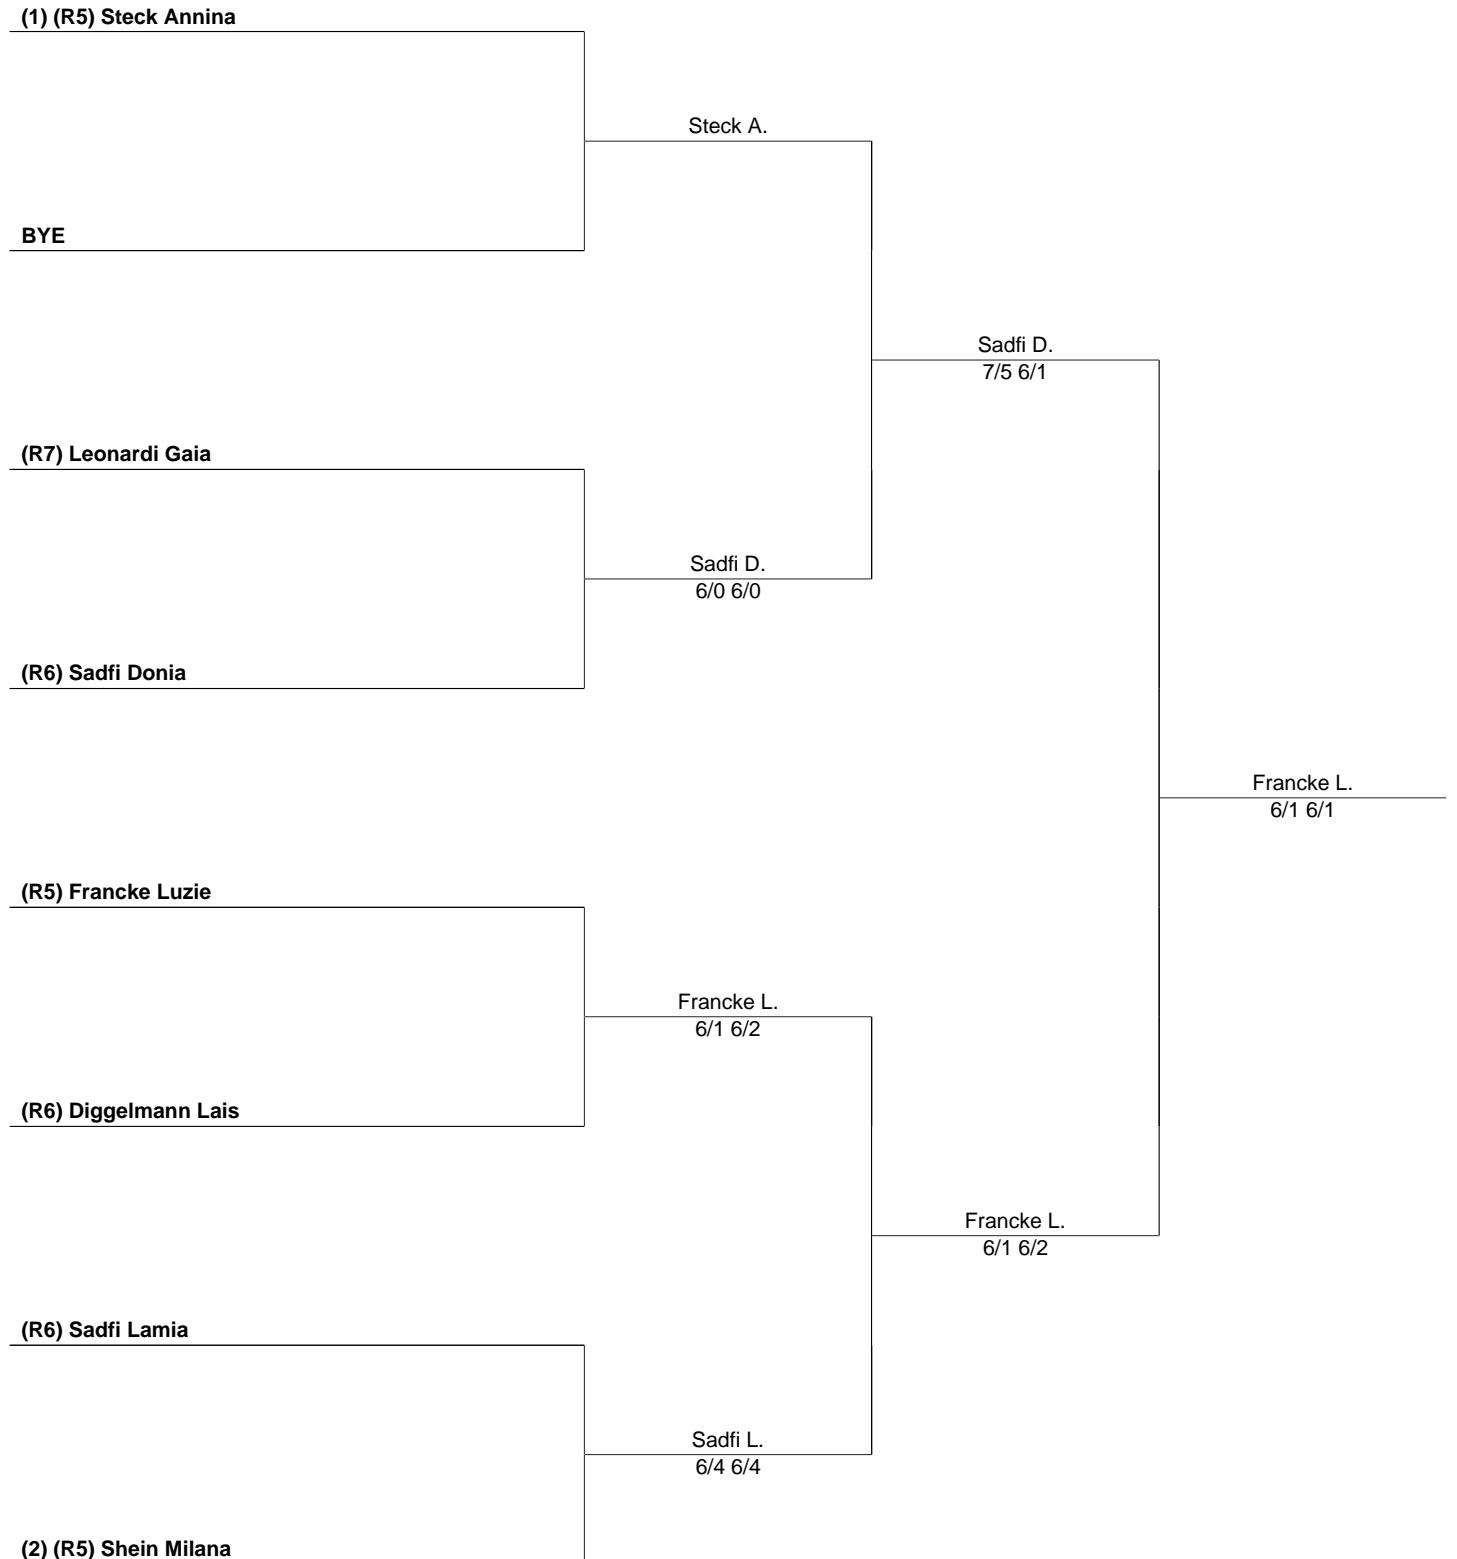 (1) (R5) Steck Annina
Steck A.
BYE
Sadfi D.
7/5 6/1
(R7) Leonardi Gaia
Sadfi D.
6/0 6/0
(R6) Sadfi Donia
Francke L.
6/1 6/1
(R5) Francke Luzie
Francke L.
6/1 6/2
(R6) Diggelmann Lais
Francke L.
6/1 6/2
(R6) Sadfi Lamia
Sadfi L.
6/4 6/4
(2) (R5) Shein Milana